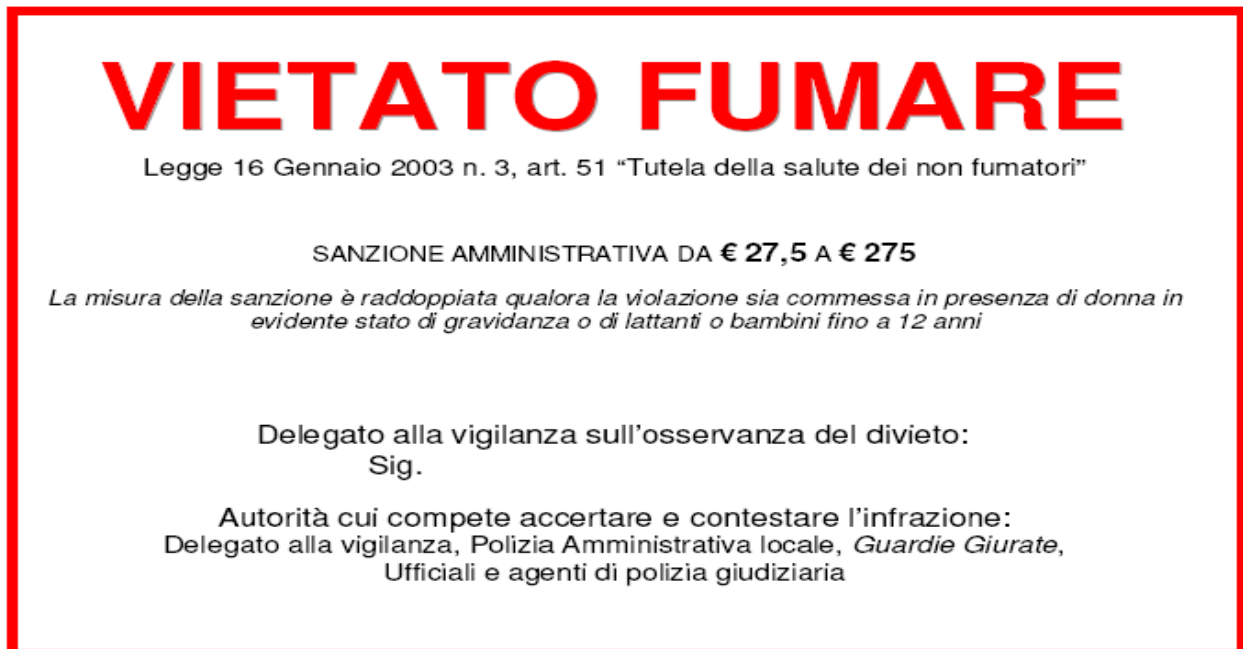 VIETATO FUMARE
Legge 16 Gennaio 2003 n. 3, art. 51 “Tutela della salute dei non fumatori”
SANZIONE AMMINISTRATIVA DA € 27,5 A € 275
La misura della sanzione è raddoppiata qualora la violazione sia commessa in presenza di donna in
evidente stato di gravidanza o di lattanti o bambini fino a 12 anni
Delegato alla vigilanza sull’osservanza del divieto:
Sig.
Autorità cui compete accertare e contestare l’infrazione:
Delegato alla vigilanza, Polizia Amministrativa locale, Guardie Giurate,
Ufficiali e agenti di polizia giudiziaria